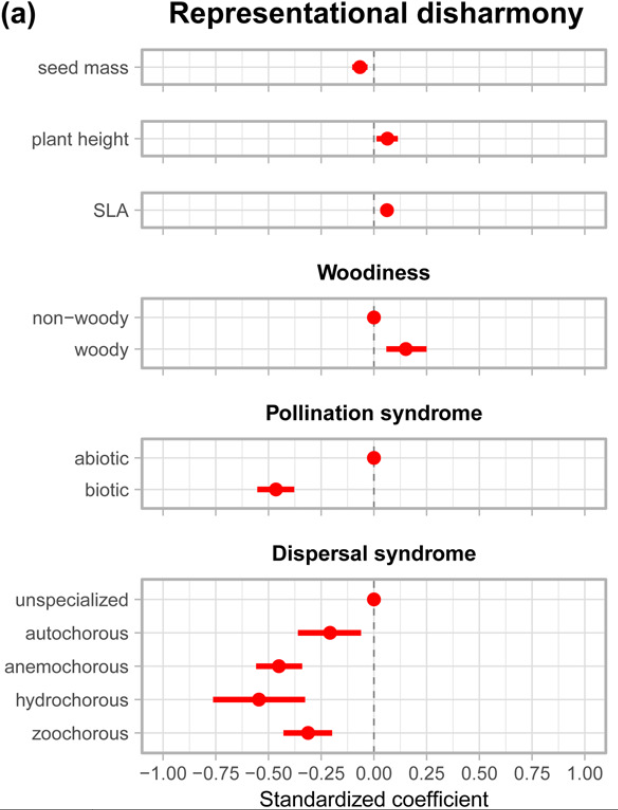 (a) Representational disharmony
seed mass
plant height
SLA
Woodiness
non−woody
woody
Pollination syndrome
abiotic
biotic
Dispersal syndrome
unspecialized
autochorous
anemochorous
hydrochorous
zoochorous
−1.00 −0.75 −0.50 −0.25 0.00 0.25 0.50 0.75 1.00
Standardized coefficient